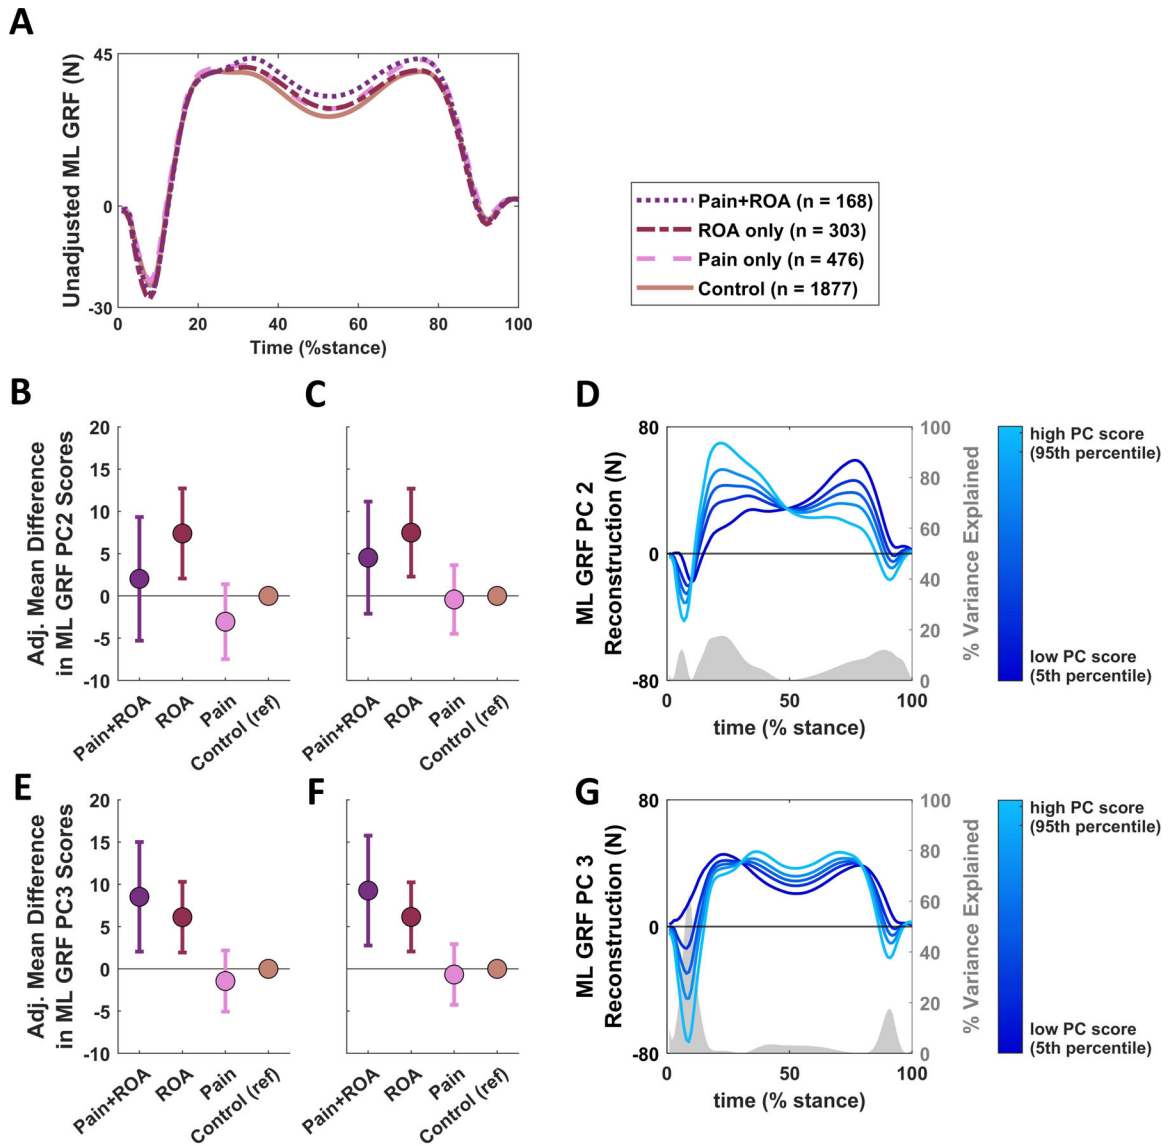 A
Unadjusted ML GRF (N)
45
0
-30
0
20
40
60
80
100
Time (%stance)
Pain+ROA (n = 168)
ROA only (n = 303)
Pain only (n = 476)
Control (n = 1877)
B
Adj. Mean Difference
in ML GRF PC2 Scores
20
15
10
5
0
-5
-10
Pain+ROA
ROA
Pain
Control (ref)
C
Pain+ROA
ROA
Pain
Control (ref)
D
ML GRF PC 2
Reconstruction (N)
80
0
-80
0
50
100
time (% stance)
100
80
60
40
20
0
% Variance Explained
high PC score
(95th percentile)
low PC score
(5th percentile)
E
Adj. Mean Difference
in ML GRF PC3 Scores
20
15
10
5
0
-5
-10
Pain+ROA
ROA
Pain
Control (ref)
F
Pain+ROA
ROA
Pain
Control (ref)
G
ML GRF PC 3
Reconstruction (N)
80
0
-80
0
50
100
time (% stance)
100
80
60
40
20
0
% Variance Explained
high PC score
(95th percentile)
low PC score
(5th percentile)